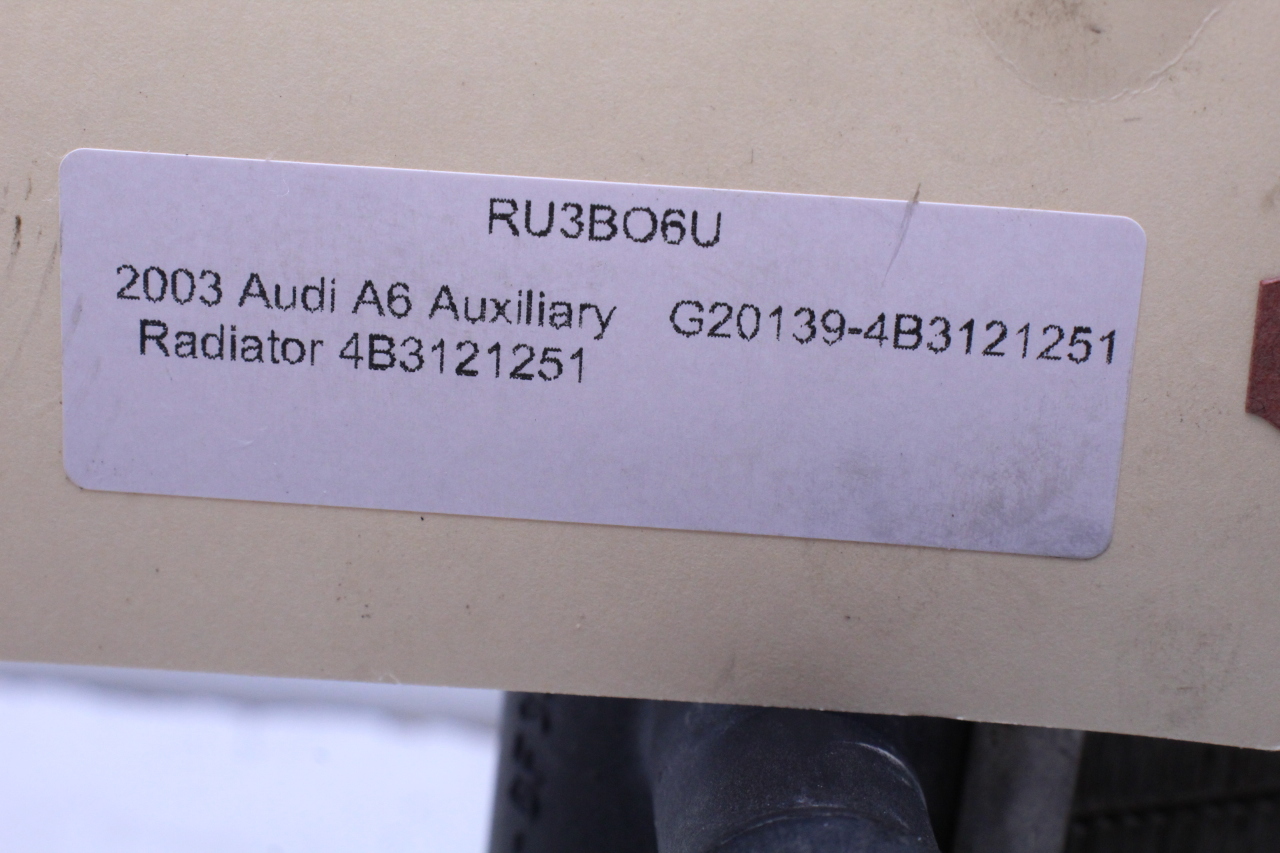 RU3BO6U
2003 Audi A6 Auxiliary
Radiator 4B3121251
G20139-4B3121251